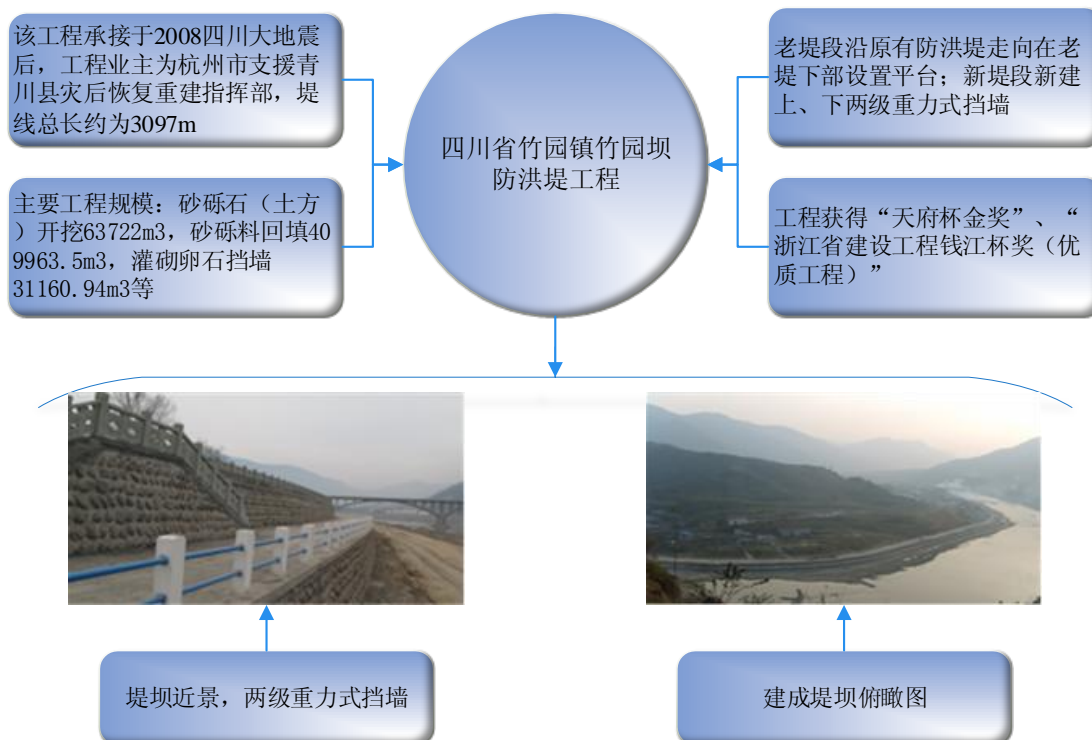 该工程承接于2008四川大地震
后，工程业主为杭州市支援青
川县灾后恢复重建指挥部，堤
线总长约为3097m
主要工程规模：砂砾石（土方
）开挖63722m3，砂砾料回填40
9963.5m3，灌砌卵石挡墙
31160.94m3等
四川省竹园镇竹园坝
防洪堤工程
老堤段沿原有防洪堤走向在老
堤下部设置平台；新堤段新建
上、下两级重力式挡墙
工程获得“天府杯金奖”、“
浙江省建设工程钱江杯奖（优
质工程）”
堤坝近景，两级重力式挡墙
建成堤坝俯瞰图